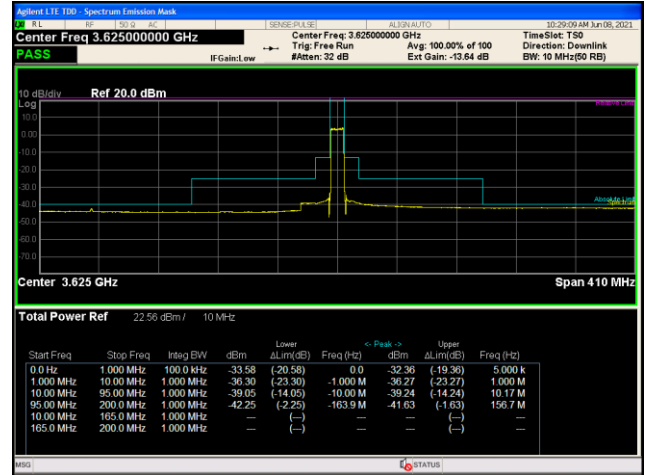 Agilent LTE TDD - Spectrum Emission Mask
RL RF 50 Ω AC SENSE:PULSE ALIGN AUTO 10:29:09 AM Jun 08, 2021
Center Freq 3.625000000 GHz Center Freq: 3.625000000 GHz TimeSlot: TS0
Trig: Free Run Avg: 100.00% of 100 Direction: Downlink
PASS IFGain:Low #Atten: 32 dB Ext Gain: -13.64 dB BW: 10 MHz(50 RB)
10 dB/div Ref 20.0 dBm
Log
10.0
0.00
-10.0
-20.0
-30.0
-40.0
-50.0
-60.0
-70.0
Relative Limit
Absolute Limit
Spectrum
Center 3.625 GHz Span 410 MHz
Total Power Ref 22.56 dBm / 10 MHz
Lower <- Peak -> Upper
Start Freq Stop Freq Integ BW dBm ΔLim(dB) Freq (Hz) dBm ΔLim(dB) Freq (Hz)
0.0 Hz 1.000 MHz 100.0 kHz -33.58 (-20.58) 0.0 -32.36 (-19.36) 5.000 k
1.000 MHz 10.00 MHz 1.000 MHz -36.30 (-23.30) -1.000 M -36.27 (-23.27) 1.000 M
10.00 MHz 95.00 MHz 1.000 MHz -39.05 (-14.05) -10.00 M -39.24 (-14.24) 10.17 M
95.00 MHz 200.0 MHz 1.000 MHz -42.25 (-2.25) -163.9 M -41.63 (-1.63) 156.7 M
10.00 MHz 165.0 MHz 1.000 MHz --- (---) --- (---)
165.0 MHz 200.0 MHz 1.000 MHz --- (---) --- (---)
MSG STATUS